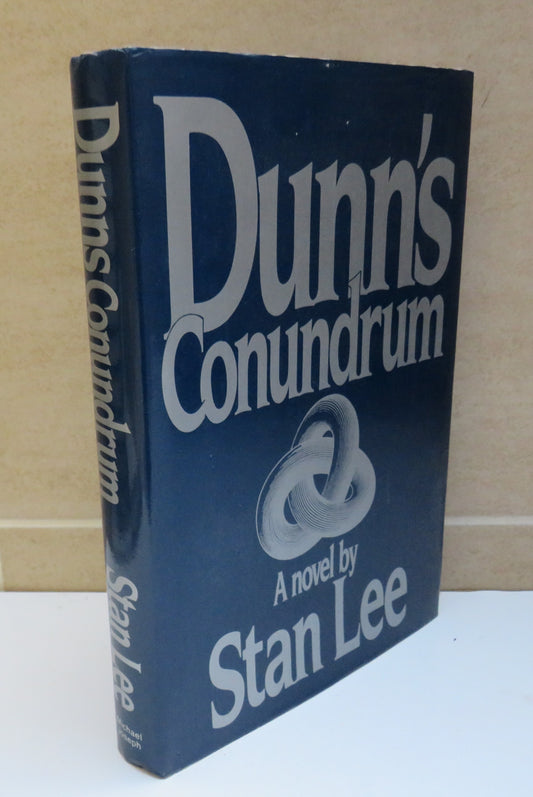 Dunn's
Conundrum
A novel by
Stan Lee
Dunn's Conundrum
Stan Lee
Michael
Joseph